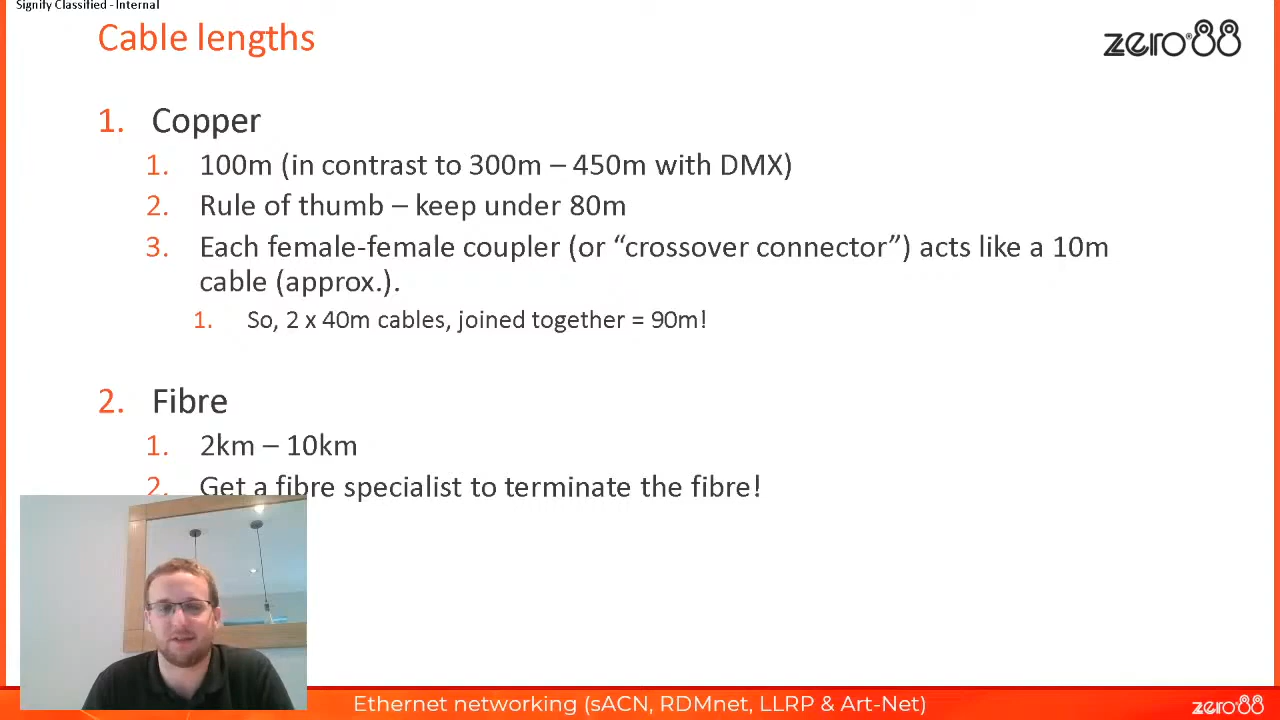 Signify Classified - Internal
Cable lengths
zero88
1. Copper
1. 100m (in contrast to 300m – 450m with DMX)
2. Rule of thumb – keep under 80m
3. Each female-female coupler (or “crossover connector”) acts like a 10m
cable (approx.).
1. So, 2 x 40m cables, joined together = 90m!
2. Fibre
1. 2km – 10km
2. Get a fibre specialist to terminate the fibre!
Ethernet networking (sACN, RDMnet, LLRP & Art-Net)
zero88